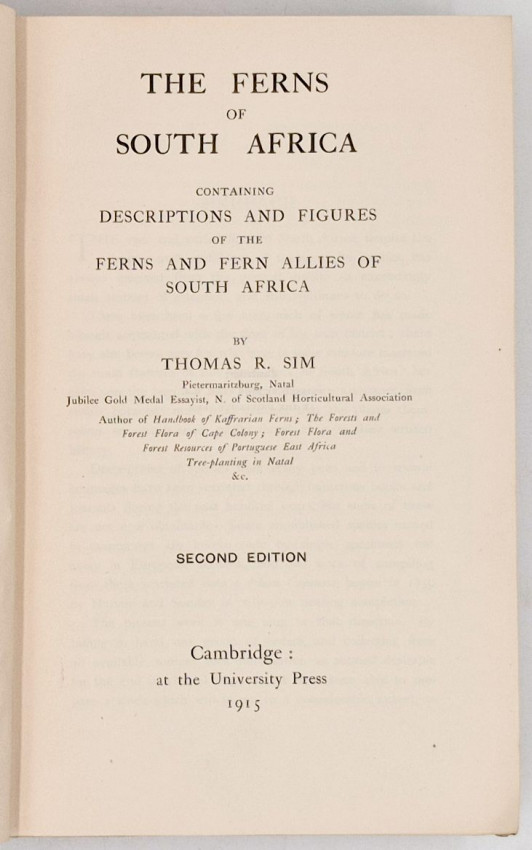 THE FERNS
OF
SOUTH AFRICA
CONTAINING
DESCRIPTIONS AND FIGURES
OF THE
FERNS AND FERN ALLIES OF
SOUTH AFRICA
BY
THOMAS R. SIM
Pietermaritzburg, Natal
Jubilee Gold Medal Essayist, N. of Scotland Horticultural Association
Author of Handbook of Kaffrarian Ferns; The Forests and
Forest Flora of Cape Colony; Forest Flora and
Forest Resources of Portuguese East Africa
Tree-planting in Natal
&c.
SECOND EDITION
Cambridge:
at the University Press
1915